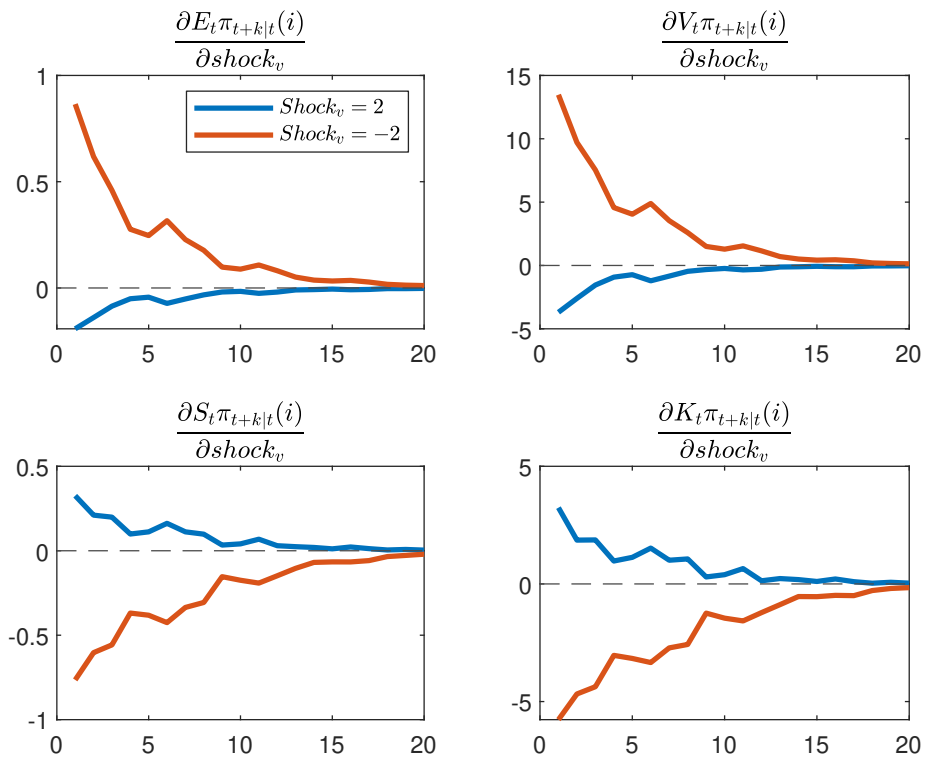 ∂E_tπ_{t+k|t}(i) ∂V_tπ_{t+k|t}(i)
∂shock_v ∂shock_v
1
0.5
0
0 5 10 15 20
Shock_v = 2
Shock_v = −2
15
10
5
0
-5
0 5 10 15 20
∂S_tπ_{t+k|t}(i) ∂K_tπ_{t+k|t}(i)
∂shock_v ∂shock_v
0.5
0
-0.5
-1
0 5 10 15 20
5
0
-5
0 5 10 15 20